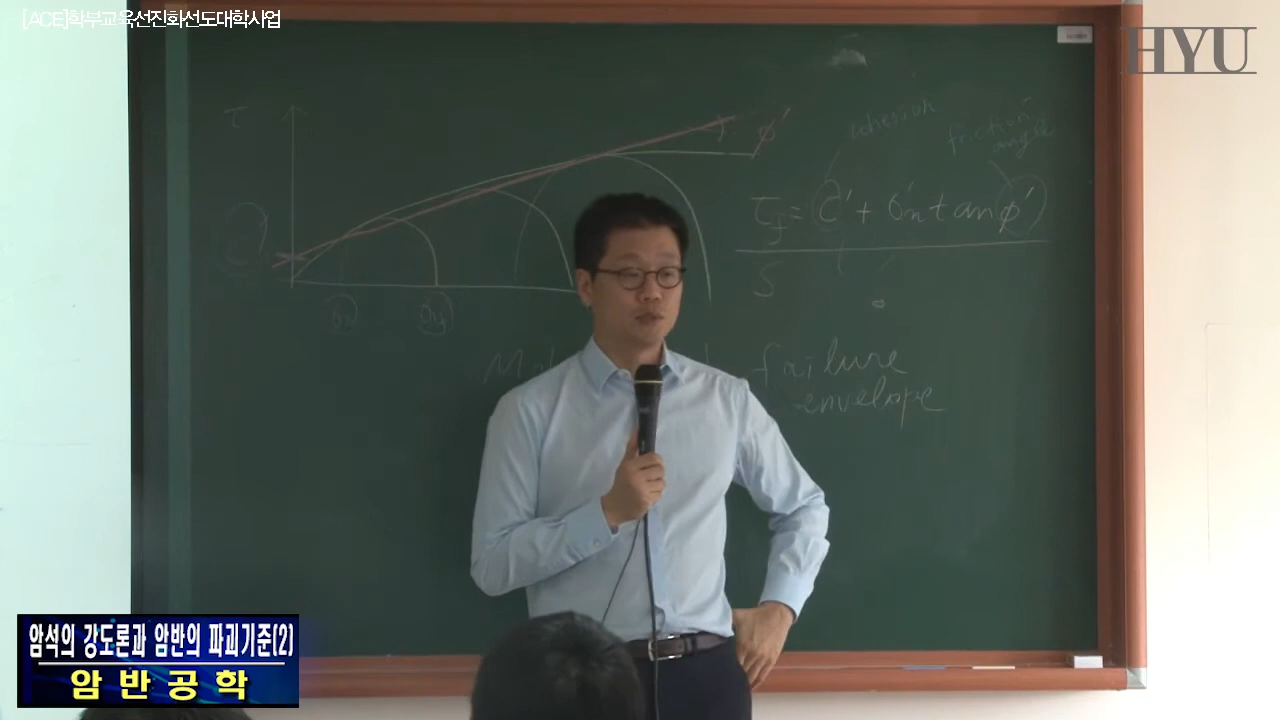 [ACE]학부교육선진화선도대학사업
HYU
τ
φ'
cohesion
friction angle
τf = c' + σ'n tan φ'
S
failure
envelope
암석의 강도론과 암반의 파괴기준(2)
암반공학